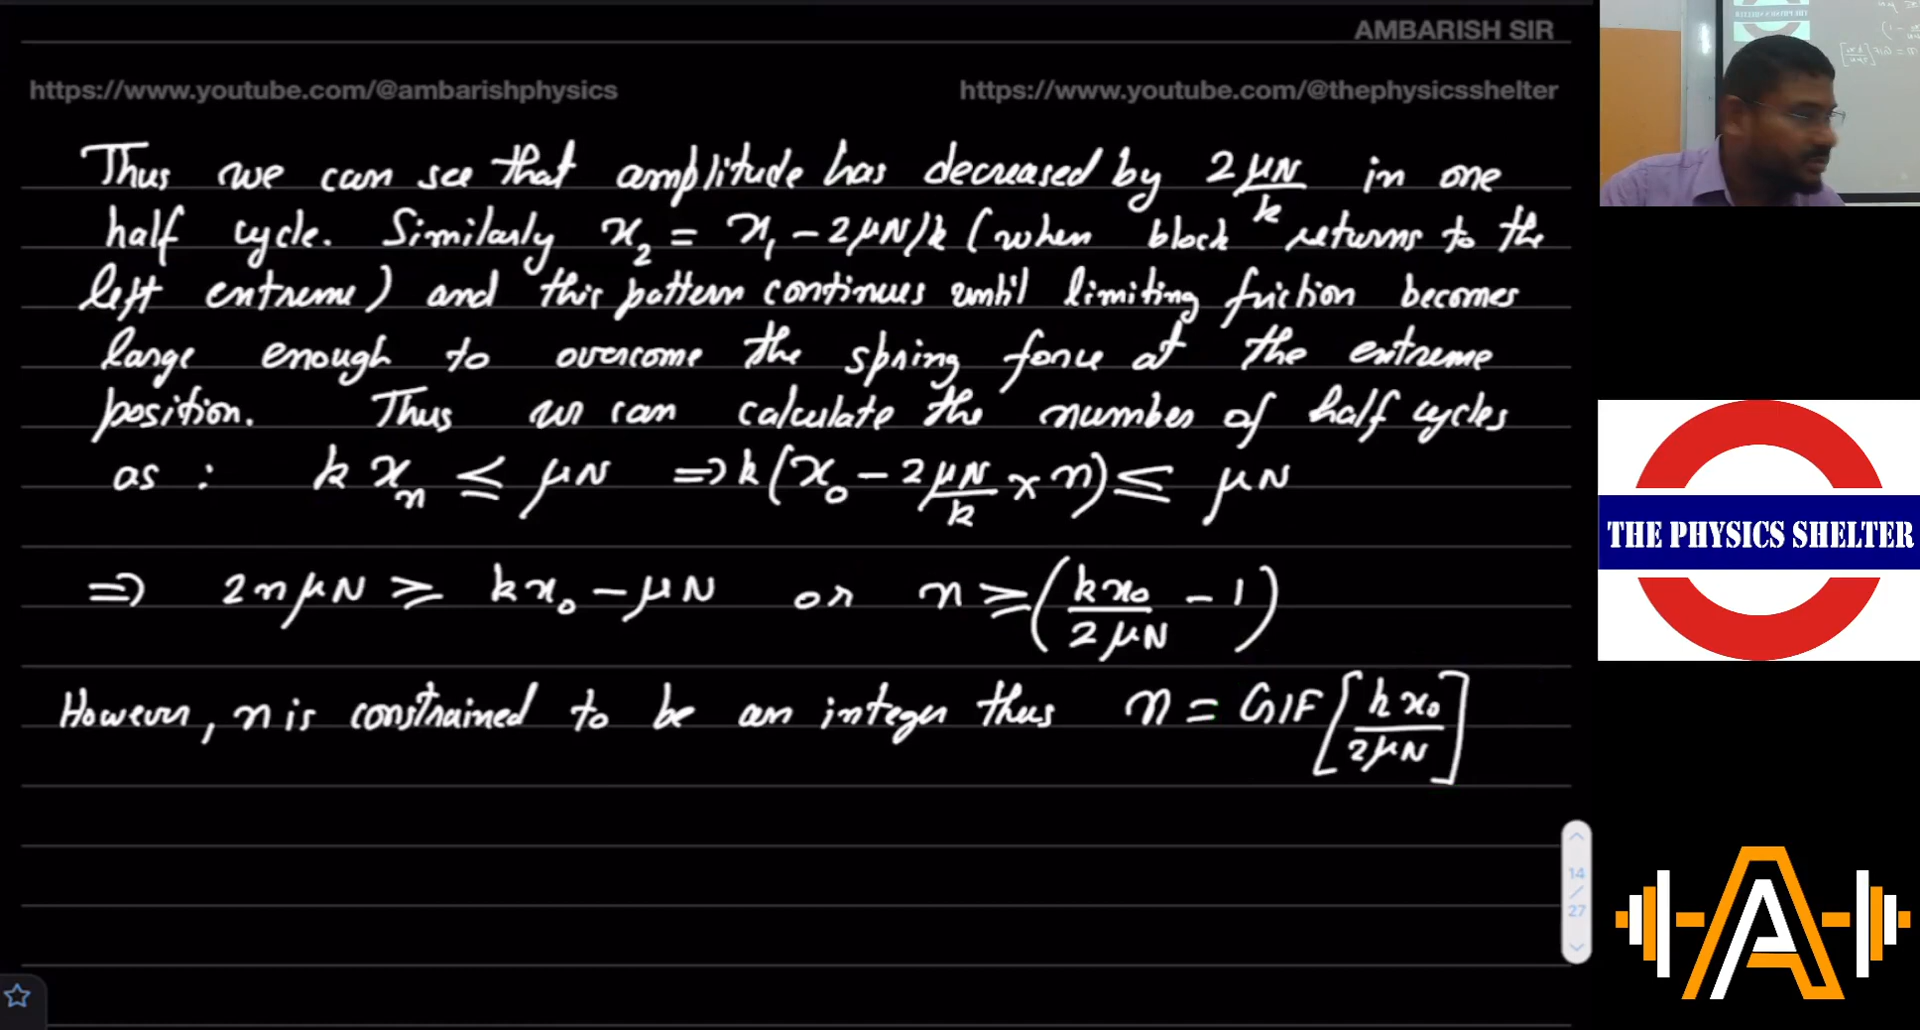 AMBARISH SIR
https://www.youtube.com/@ambarishphysics
https://www.youtube.com/@thephysicsshelter
Thus we can see that amplitude has decreased by 2μN/k in one
half cycle. Similarly x₂ = x₁ - 2μN/k (when block returns to the
left extreme) and this pattern continues until limiting friction becomes
large enough to overcome the spring force at the extreme
position. Thus we can calculate the number of half cycles
as : k xₙ ≤ μN ⇒ k(x₀ - 2μN/k × n) ≤ μN
⇒ 2nμN ≥ kx₀ - μN or n ≥ (kx₀/2μN - 1)
However, n is constrained to be an integer thus n = GIF[kx₀/2μN]
THE PHYSICS SHELTER
14
/
27
A